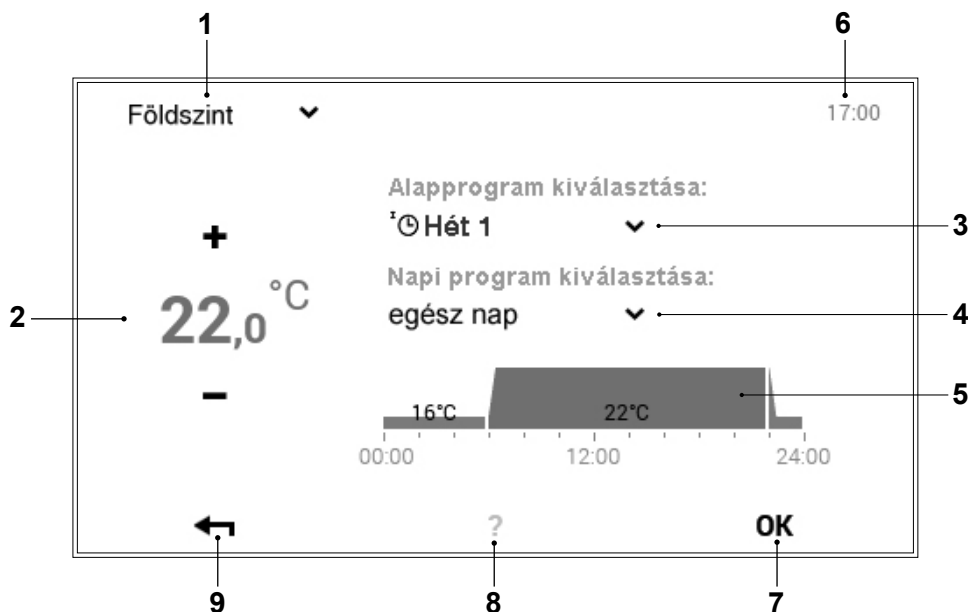 1
6
Földszint
17:00
Alapprogram kiválasztása:
Hét 1
3
+
Napi program kiválasztása:
2
22,0 °C
egész nap
4
–
16°C
22°C
5
00:00
12:00
24:00
?
OK
9
8
7